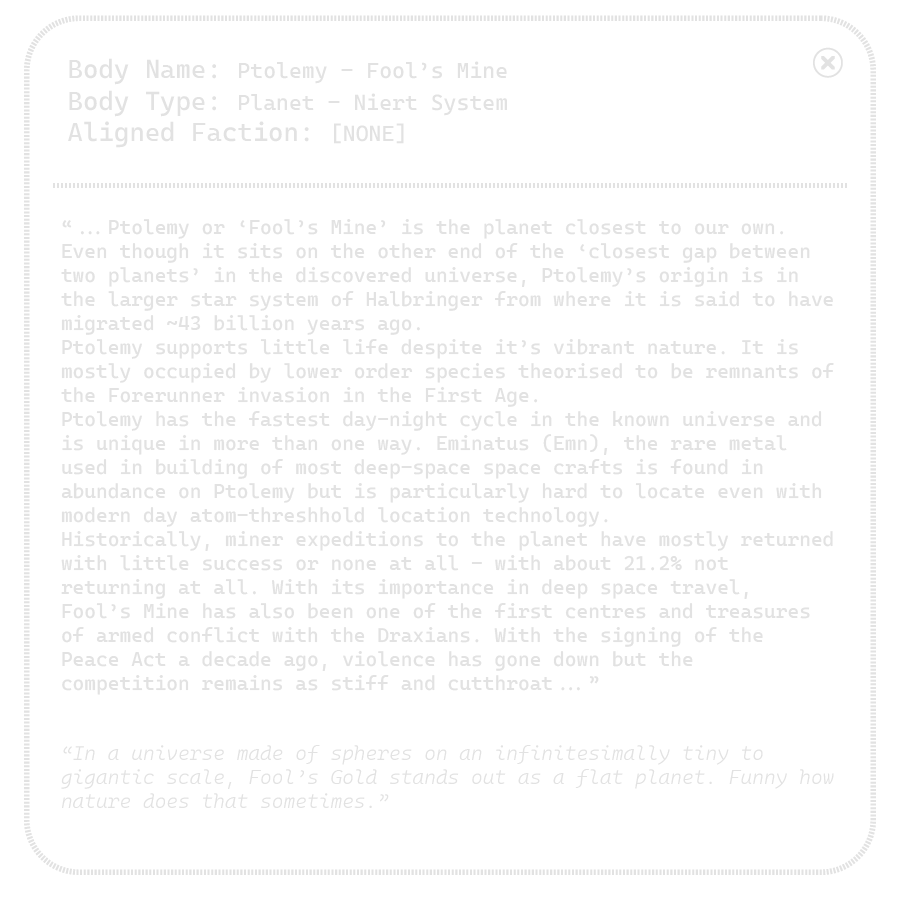 Body Name: Ptolemy – Fool’s Mine
Body Type: Planet – Niert System
Aligned Faction: [NONE]
“...Ptolemy or ‘Fool’s Mine’ is the planet closest to our own.
Even though it sits on the other end of the ‘closest gap between
two planets’ in the discovered universe, Ptolemy’s origin is in
the larger star system of Halbringer from where it is said to have
migrated ~43 billion years ago.
Ptolemy supports little life despite it’s vibrant nature. It is
mostly occupied by lower order species theorised to be remnants of
the Forerunner invasion in the First Age.
Ptolemy has the fastest day–night cycle in the known universe and
is unique in more than one way. Eminatus (Emn), the rare metal
used in building of most deep–space space crafts is found in
abundance on Ptolemy but is particularly hard to locate even with
modern day atom–threshhold location technology.
Historically, miner expeditions to the planet have mostly returned
with little success or none at all – with about 21.2% not
returning at all. With its importance in deep space travel,
Fool’s Mine has also been one of the first centres and treasures
of armed conflict with the Draxians. With the signing of the
Peace Act a decade ago, violence has gone down but the
competition remains as stiff and cutthroat...”
“In a universe made of spheres on an infinitesimally tiny to
gigantic scale, Fool’s Gold stands out as a flat planet. Funny how
nature does that sometimes.”